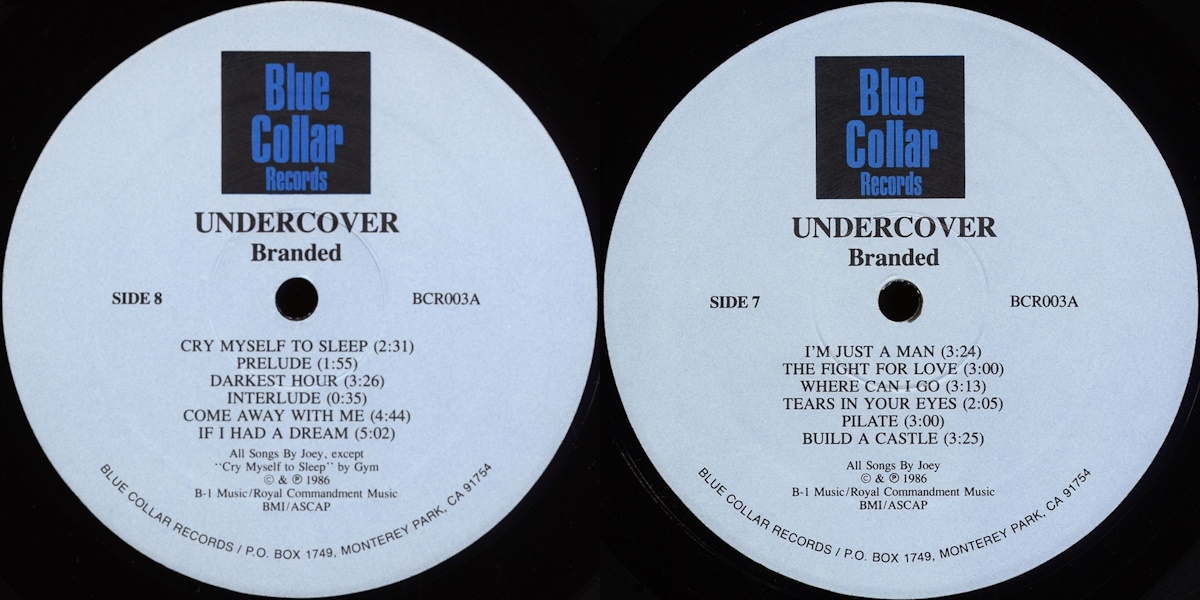 Blue
Collar
Records
UNDERCOVER
Branded
SIDE 8
BCR003A
CRY MYSELF TO SLEEP (2:31)
PRELUDE (1:55)
DARKEST HOUR (3:26)
INTERLUDE (0:35)
COME AWAY WITH ME (4:44)
IF I HAD A DREAM (5:02)
All Songs By Joey, except
"Cry Myself to Sleep" by Gym
© & ℗ 1986
B-1 Music/Royal Commandment Music
BMI/ASCAP
BLUE COLLAR RECORDS / P.O. BOX 1749, MONTEREY PARK, CA 91754
Blue
Collar
Records
UNDERCOVER
Branded
SIDE 7
BCR003A
I'M JUST A MAN (3:24)
THE FIGHT FOR LOVE (3:00)
WHERE CAN I GO (3:13)
TEARS IN YOUR EYES (2:05)
PILATE (3:00)
BUILD A CASTLE (3:25)
All Songs By Joey
© & ℗ 1986
B-1 Music/Royal Commandment Music
BMI/ASCAP
BLUE COLLAR RECORDS / P.O. BOX 1749, MONTEREY PARK, CA 91754